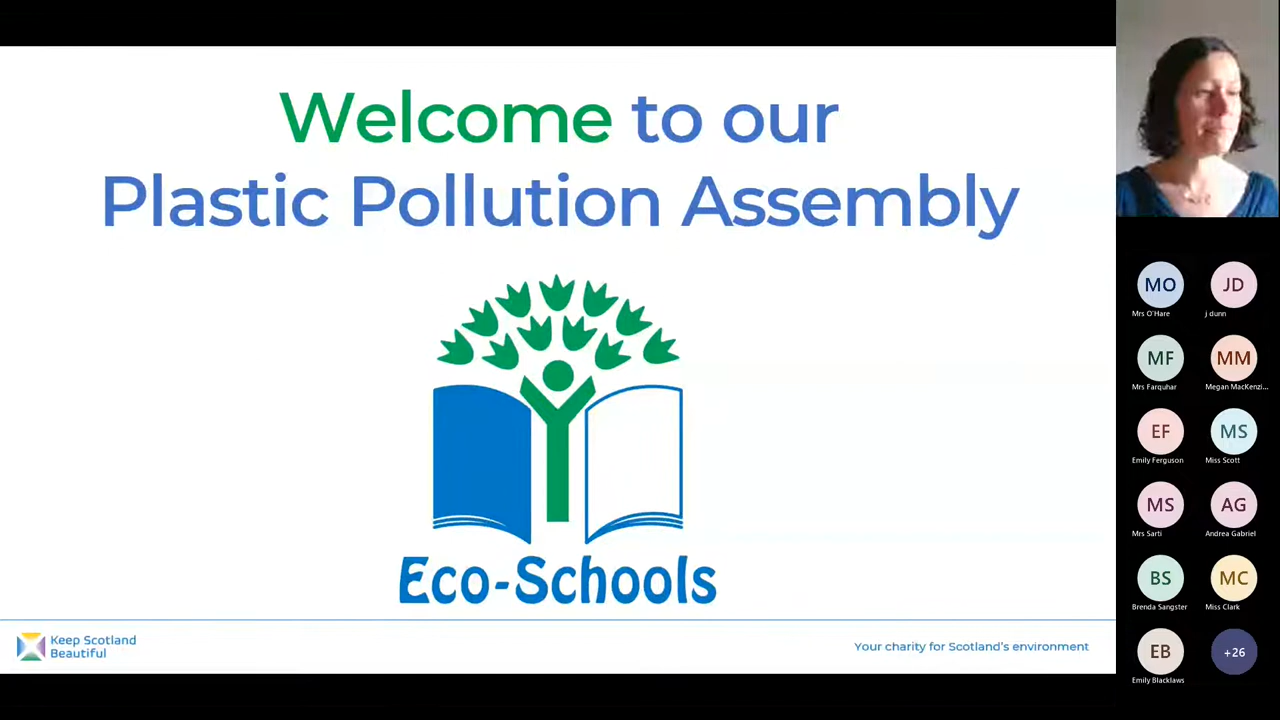 Welcome to our
Plastic Pollution Assembly
Eco-Schools
Keep Scotland
Beautiful
Your charity for Scotland's environment
MO
JD
Mrs O'Hare
j dunn
MF
MM
Mrs Farquhar
Megan MacKenzi...
EF
MS
Emily Ferguson
Miss Scott
MS
AG
Mrs Sarti
Andrea Gabriel
BS
MC
Brenda Sangster
Miss Clark
EB
+26
Emily Blacklaws